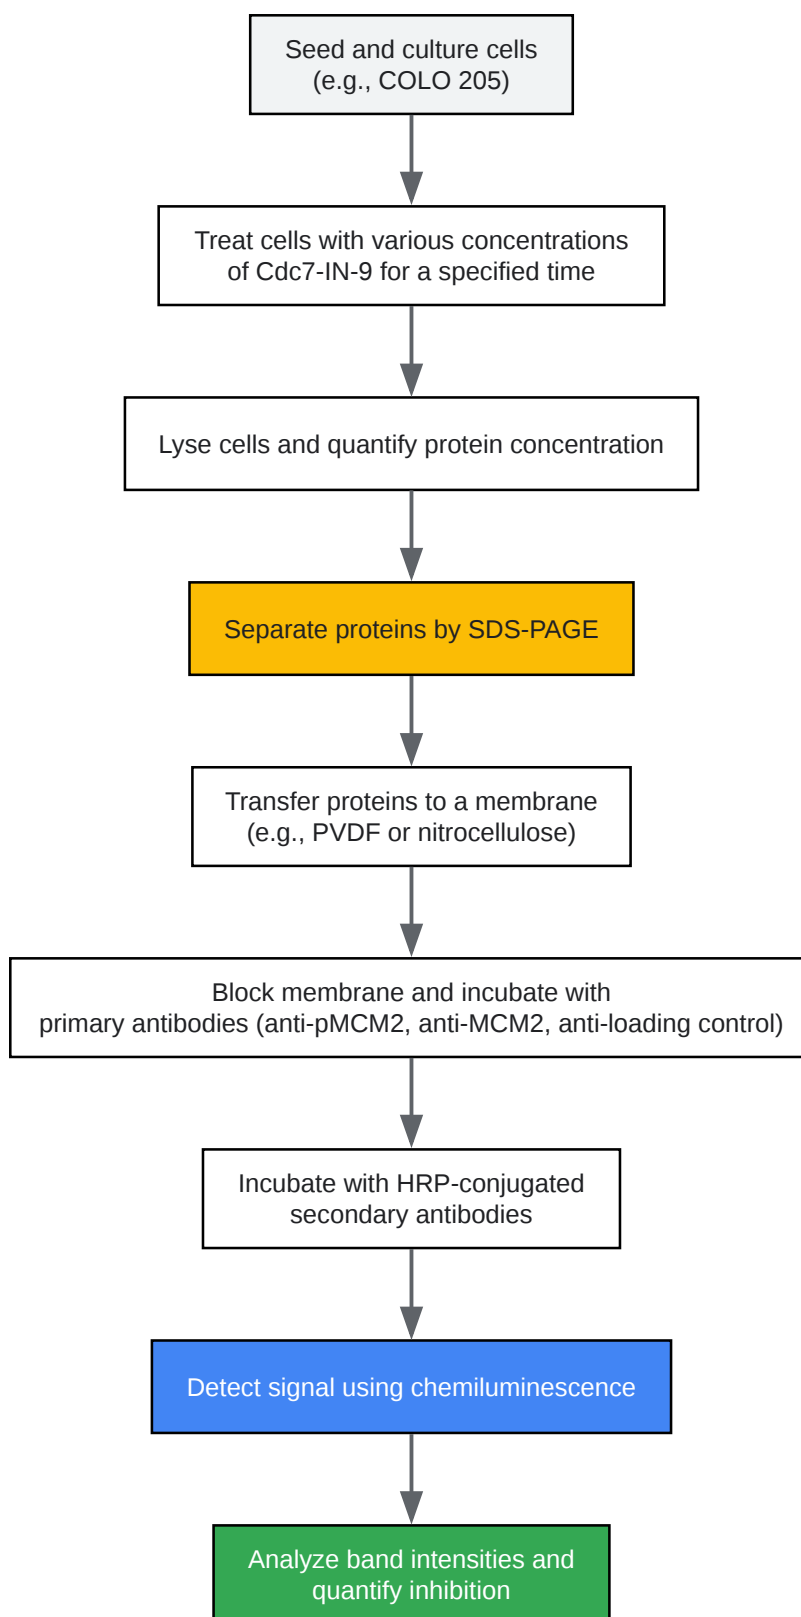 Seed and culture cells
(e.g., COLO 205)
Treat cells with various concentrations
of Cdc7-IN-9 for a specified time
Lyse cells and quantify protein concentration
Separate proteins by SDS-PAGE
Transfer proteins to a membrane
(e.g., PVDF or nitrocellulose)
Block membrane and incubate with
primary antibodies (anti-pMCM2, anti-MCM2, anti-loading control)
Incubate with HRP-conjugated
secondary antibodies
Detect signal using chemiluminescence
Analyze band intensities and
quantify inhibition